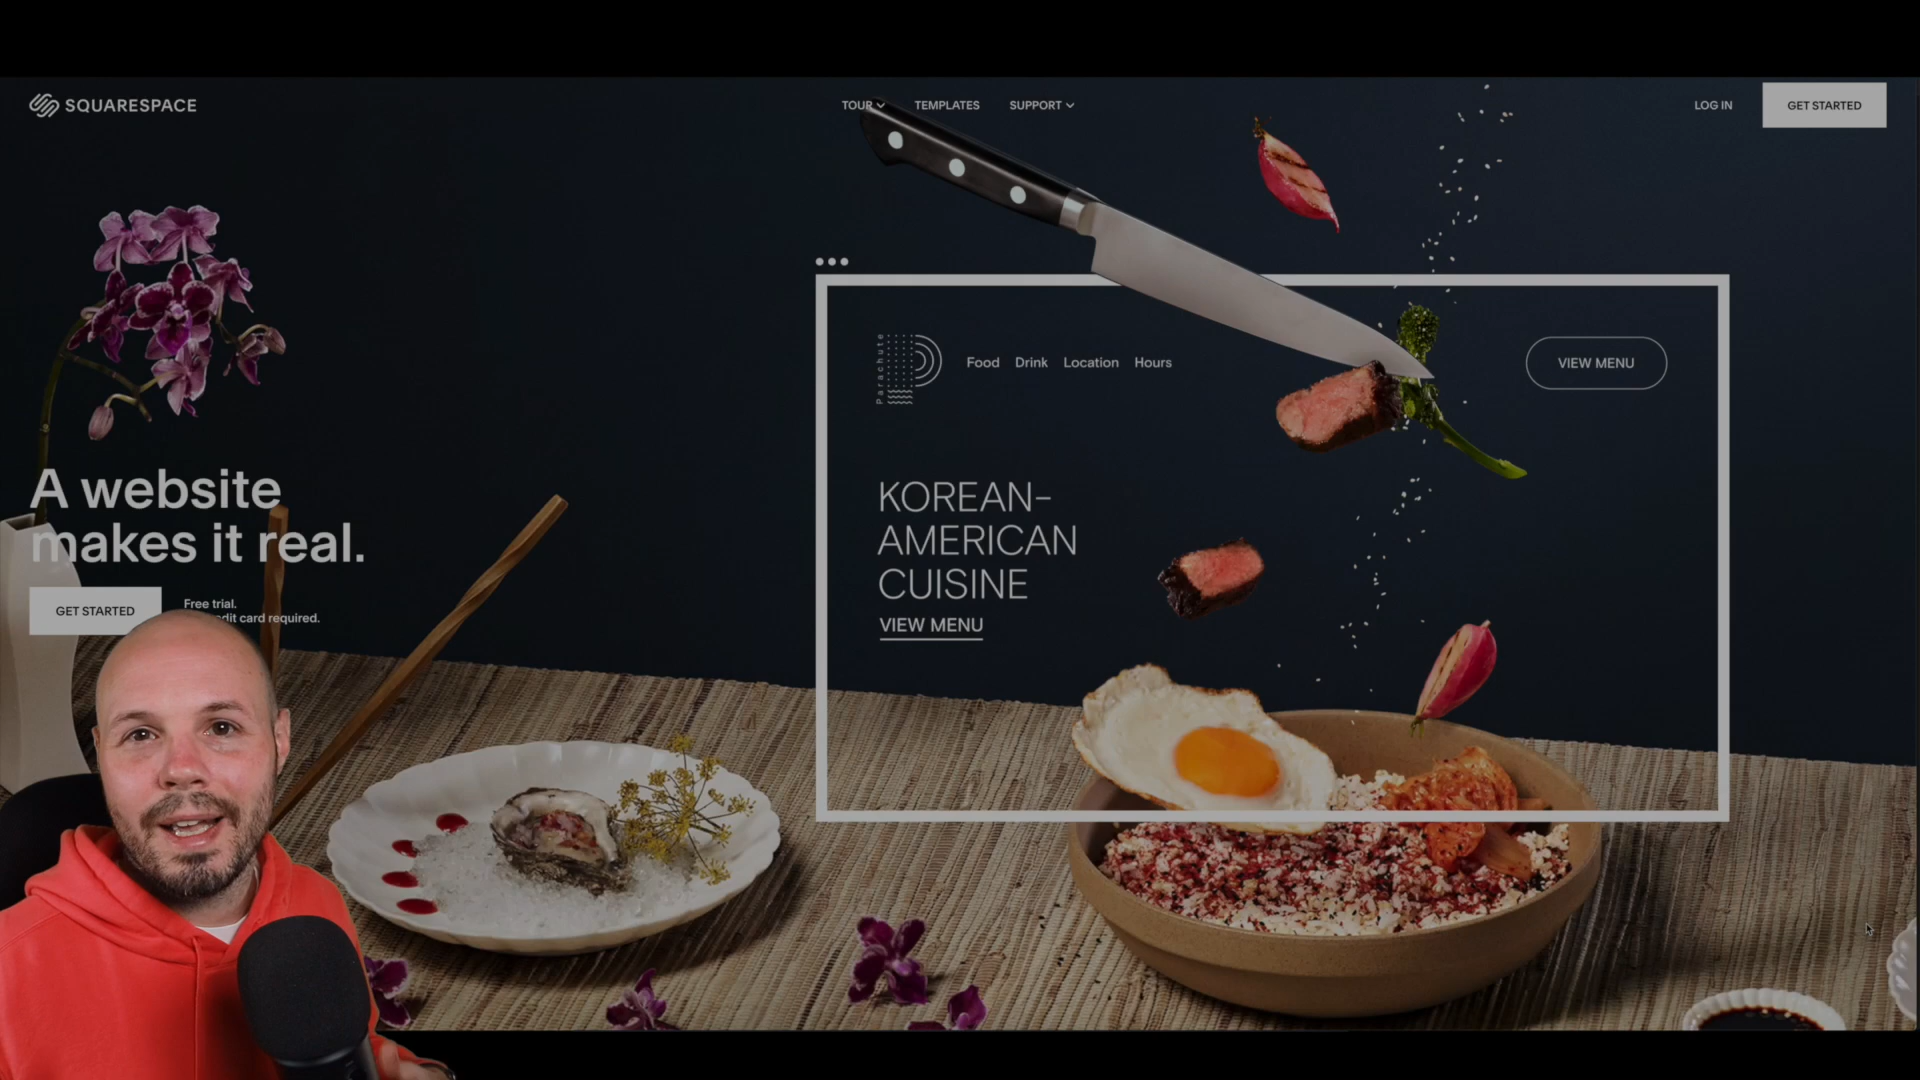 SQUARESPACE
TOUR TEMPLATES SUPPORT
LOG IN GET STARTED
A website
makes it real.
GET STARTED
Free trial.
card required.
Parachute
Food Drink Location Hours
VIEW MENU
KOREAN-
AMERICAN
CUISINE
VIEW MENU